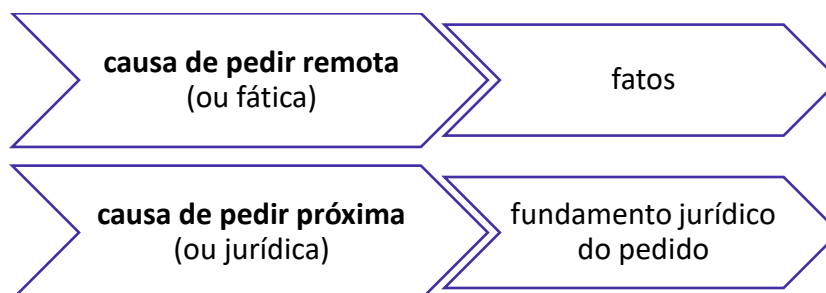 causa de pedir remota
(ou fática)
fatos
causa de pedir próxima
(ou jurídica)
fundamento jurídico
do pedido